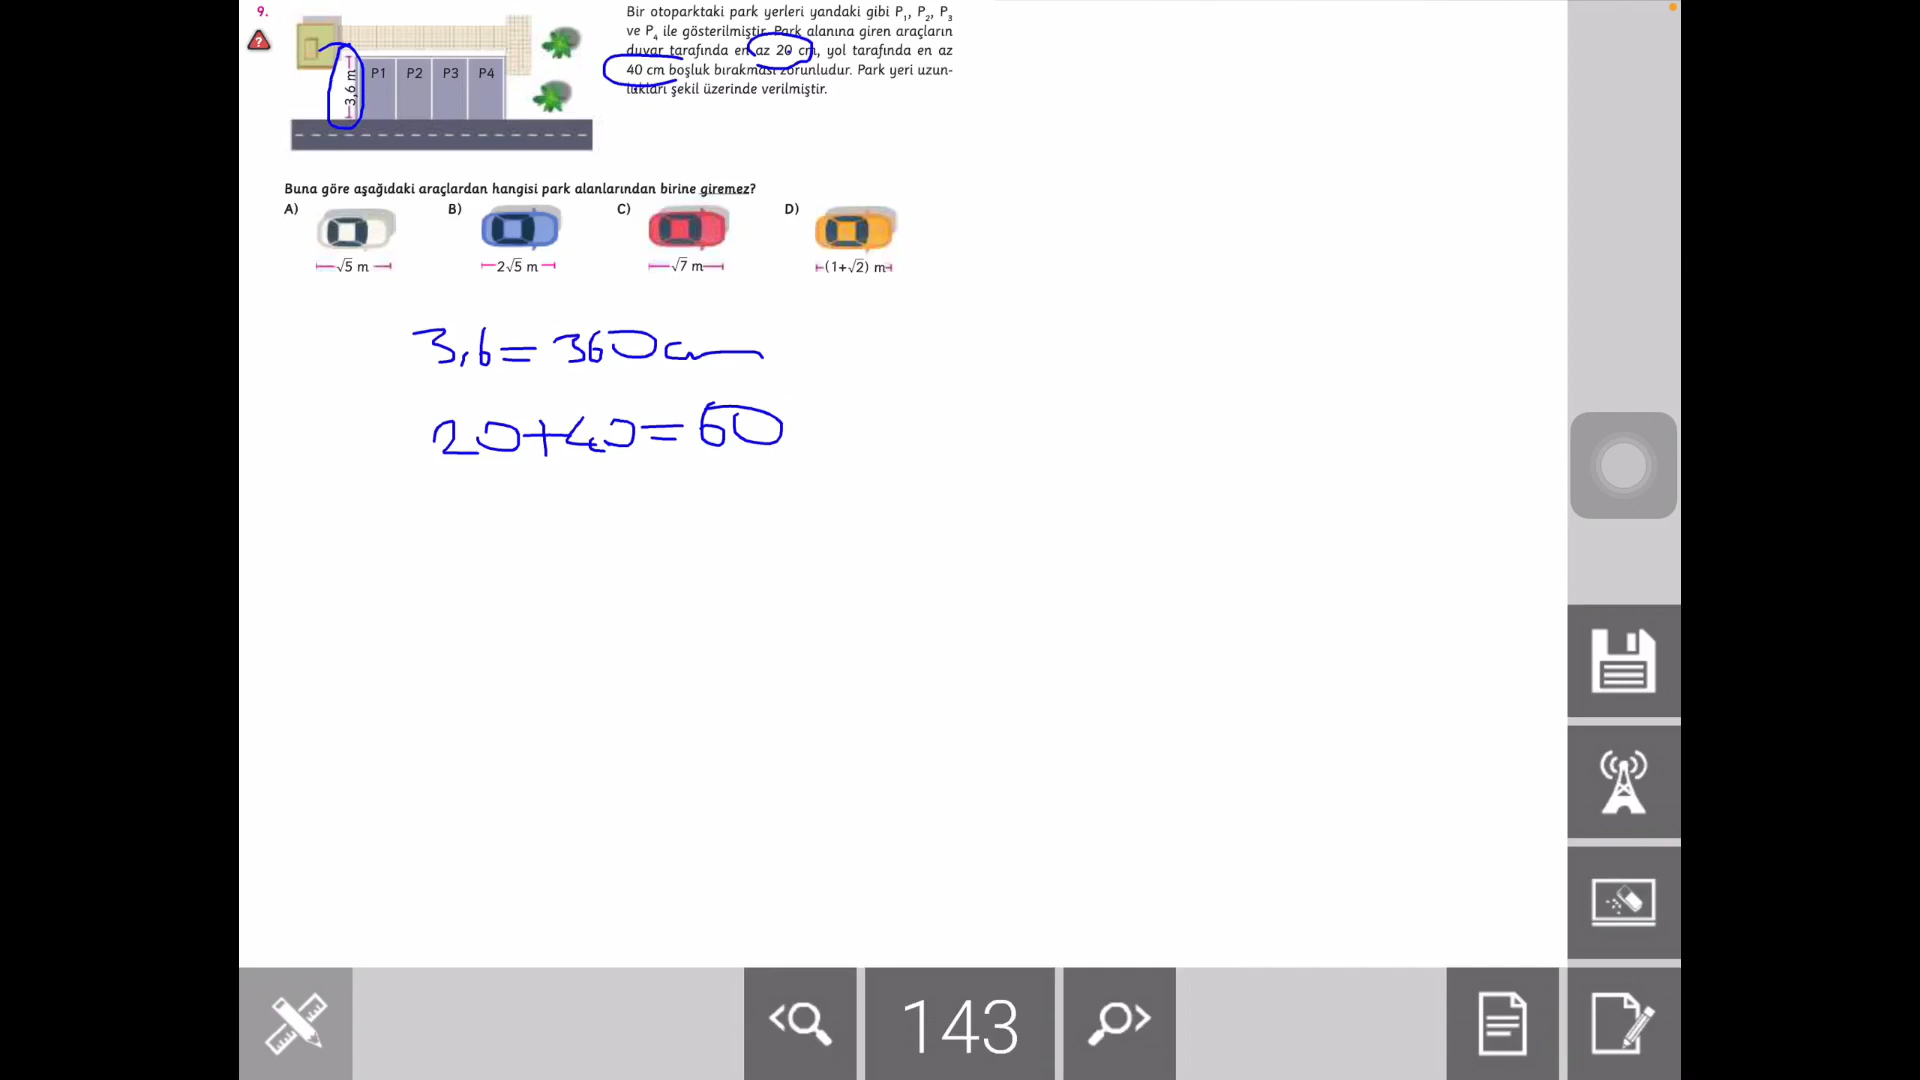 9.
Bir otoparktaki park yerleri yandaki gibi P₁, P₂, P₃
ve P₄ ile gösterilmiştir. Park alanına giren araçların
duvar tarafında en az 20 cm, yol tarafında en az
40 cm boşluk bırakması zorunludur. Park yeri uzun-
lukları şekil üzerinde verilmiştir.
3,6 m
P1 P2 P3 P4
Buna göre aşağıdaki araçlardan hangisi park alanlarından birine giremez?
A) B) C) D)
√5 m 2√5 m √7 m (1+√2) m
3,6 = 360 cm
20+40=60
143